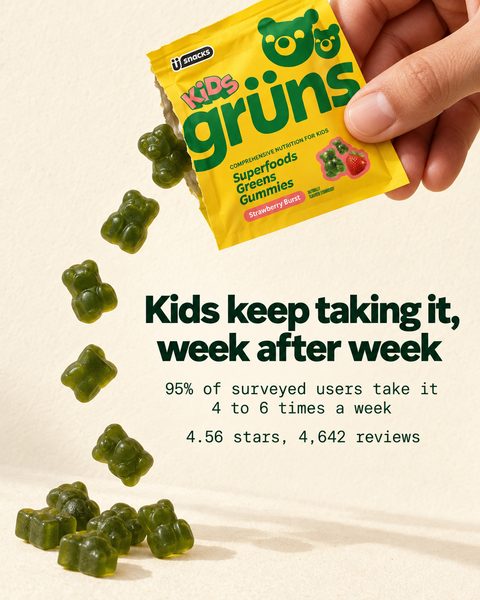 ü snacks
KiDS
grüns
COMPREHENSIVE NUTRITION FOR KIDS
Superfoods
Greens
Gummies
Strawberry Burst
Kids keep taking it,
week after week
95% of surveyed users take it
4 to 6 times a week
4.56 stars, 4,642 reviews